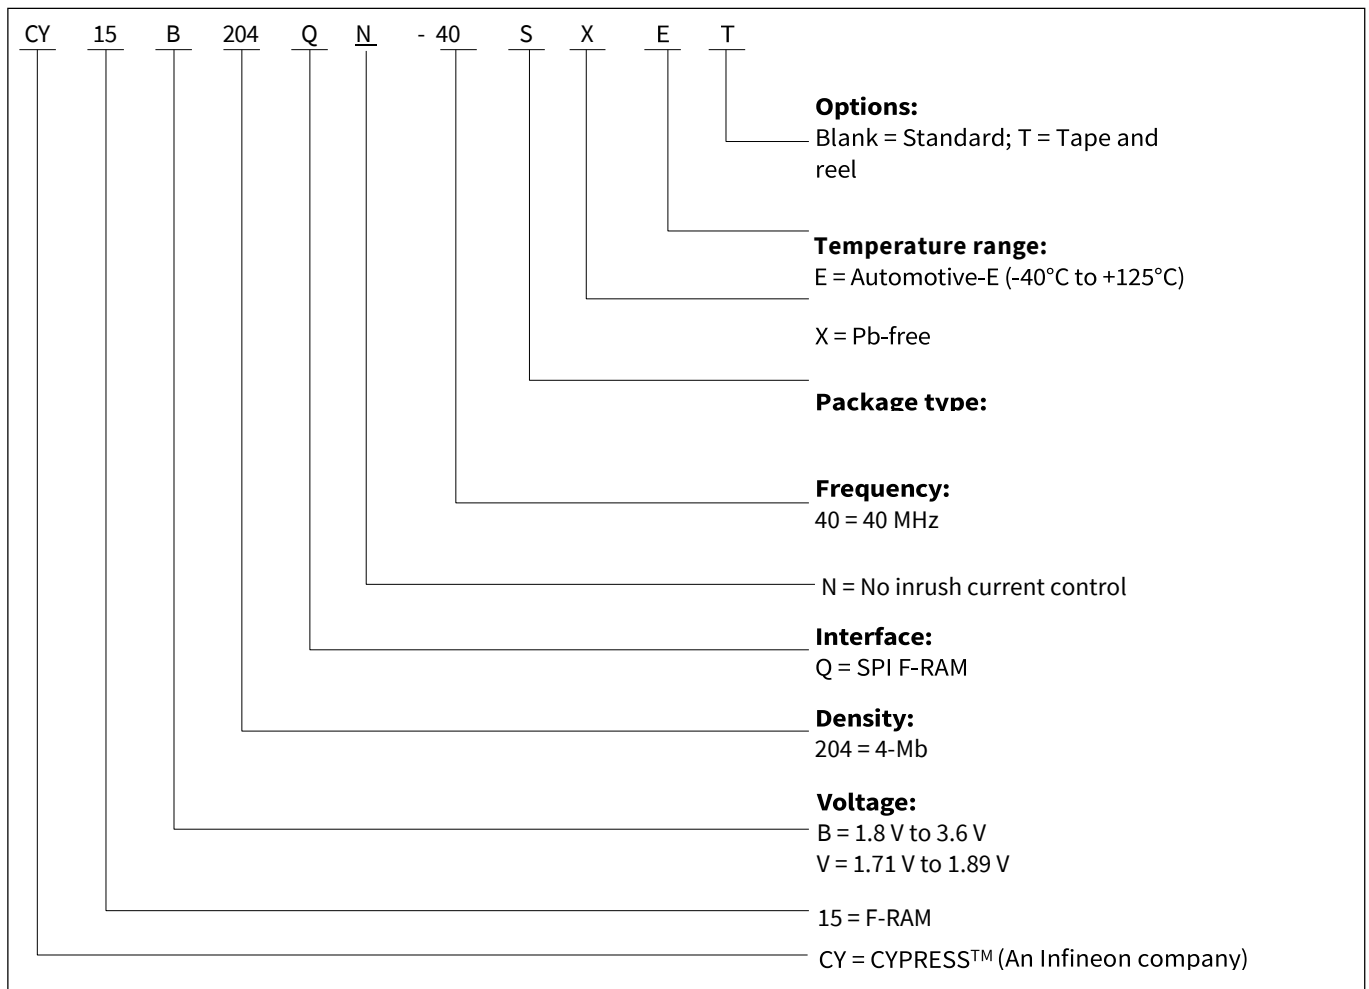 CY 15 B 204 Q N - 40 S X E T
Options:
Blank = Standard; T = Tape and
reel
Temperature range:
E = Automotive-E (-40°C to +125°C)
X = Pb-free
Package type:
Frequency:
40 = 40 MHz
N = No inrush current control
Interface:
Q = SPI F-RAM
Density:
204 = 4-Mb
Voltage:
B = 1.8 V to 3.6 V
V = 1.71 V to 1.89 V
15 = F-RAM
CY = CYPRESS™ (An Infineon company)